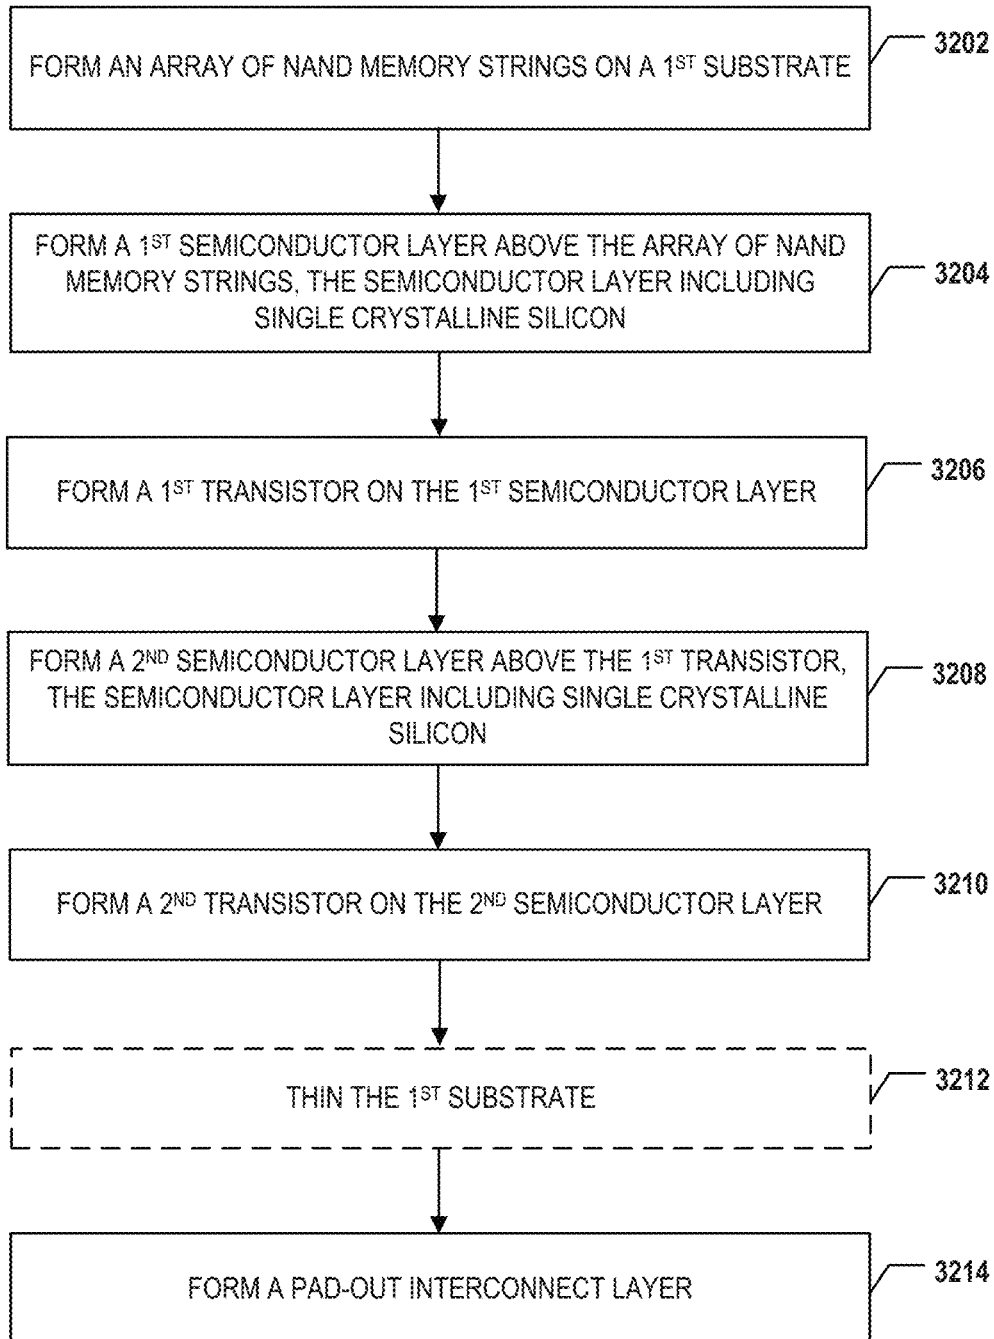 FORM AN ARRAY OF NAND MEMORY STRINGS ON A 1ST SUBSTRATE
3202
FORM A 1ST SEMICONDUCTOR LAYER ABOVE THE ARRAY OF NAND
MEMORY STRINGS, THE SEMICONDUCTOR LAYER INCLUDING
SINGLE CRYSTALLINE SILICON
3204
FORM A 1ST TRANSISTOR ON THE 1ST SEMICONDUCTOR LAYER
3206
FORM A 2ND SEMICONDUCTOR LAYER ABOVE THE 1ST TRANSISTOR,
THE SEMICONDUCTOR LAYER INCLUDING SINGLE CRYSTALLINE
SILICON
3208
FORM A 2ND TRANSISTOR ON THE 2ND SEMICONDUCTOR LAYER
3210
THIN THE 1ST SUBSTRATE
3212
FORM A PAD-OUT INTERCONNECT LAYER
3214